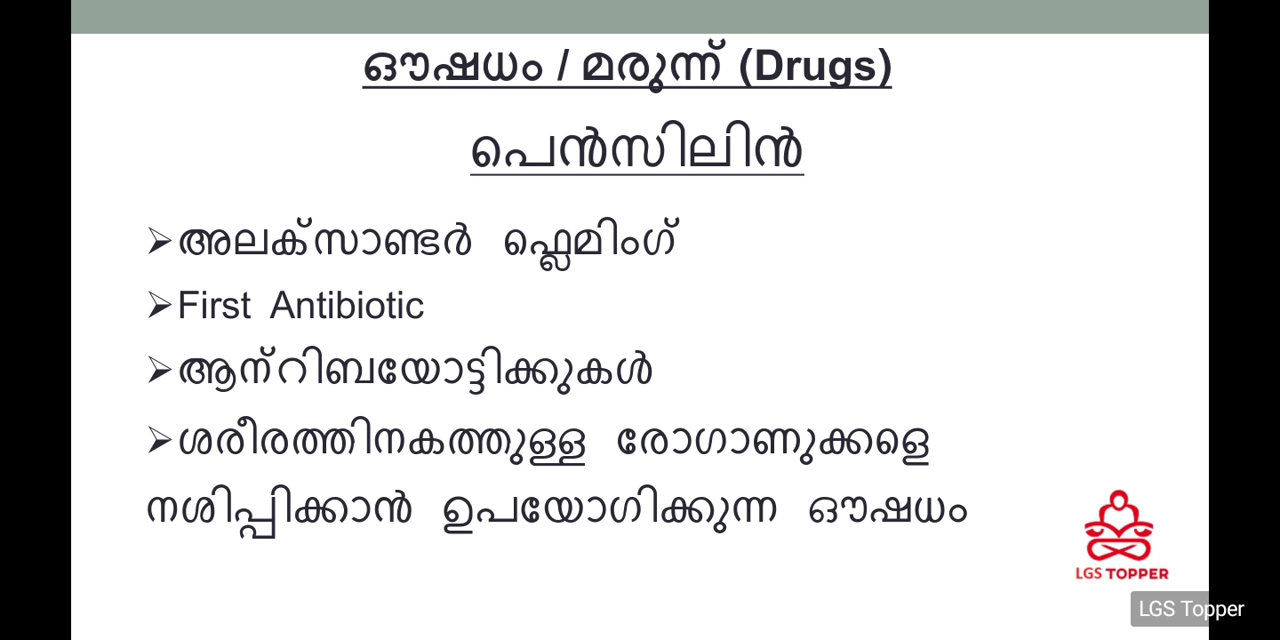 ഔഷധം / മരുന്ന് (Drugs)
പെൻസിലിൻ
➢അലക്സാണ്ടർ ഫ്ലെമിംഗ്
➢First Antibiotic
➢ആന്റിബയോട്ടിക്കുകൾ
➢ശരീരത്തിനകത്തുള്ള രോഗാണുക്കളെ
നശിപ്പിക്കാൻ ഉപയോഗിക്കുന്ന ഔഷധം
LGS TOPPER
LGS Topper